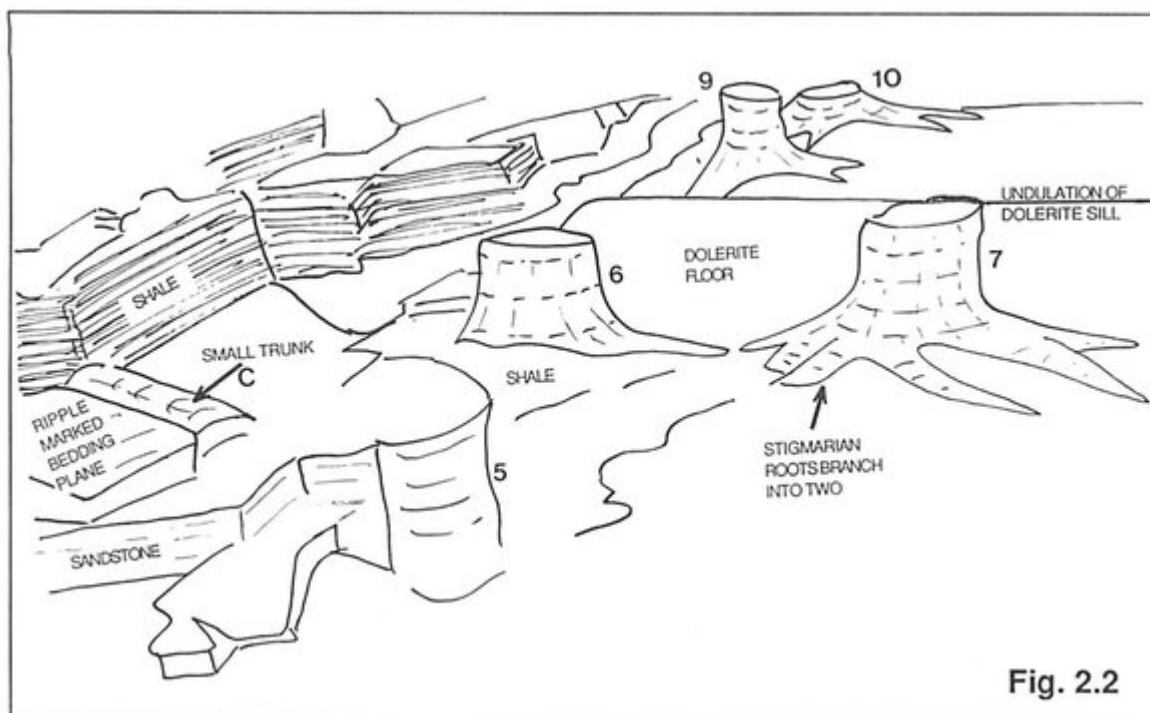 9
10
UNDULATION OF
DOLERITE SILL
7
DOLERITE
FLOOR
6
SHALE
SMALL TRUNK
C
SHALE
RIPPLE
MARKED
BEDDING
PLANE
STIGMARIAN
ROOTS BRANCH
INTO TWO
5
SANDSTONE
Fig. 2.2